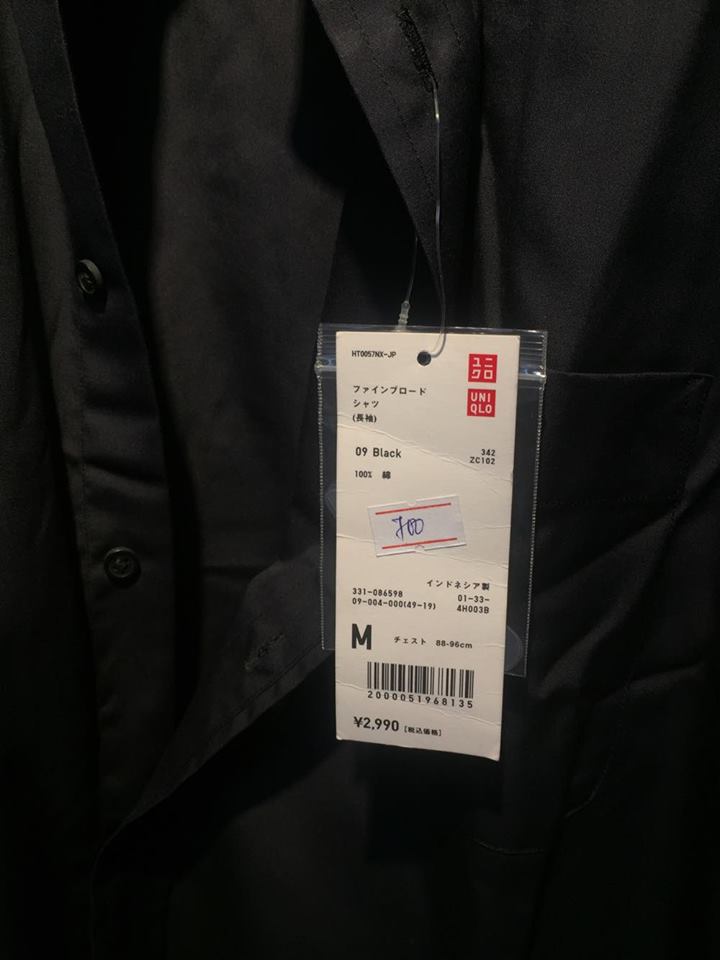 HT0057NX-JP
ユニ
クロ
UNI
QLO
ファインブロード
シャツ
(長袖)
09 Black
342
ZC102
100% 綿
700
インドネシア製
331-086598 01-33-
09-004-000(49-19) 4H003B
M チェスト 88-96cm
2000051968135
¥2,990 [税込価格]